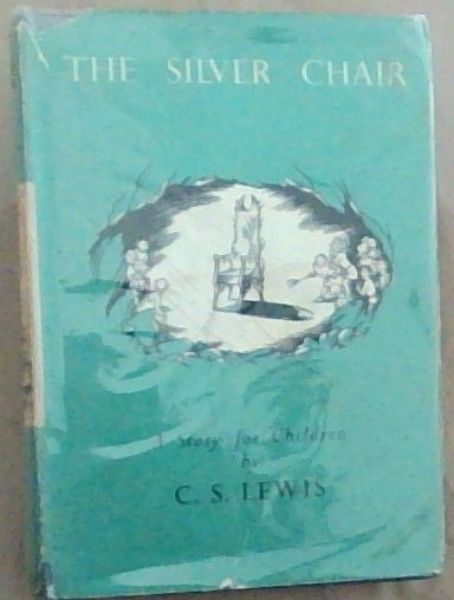 THE SILVER CHAIR
A Story for Children
by
C. S. LEWIS